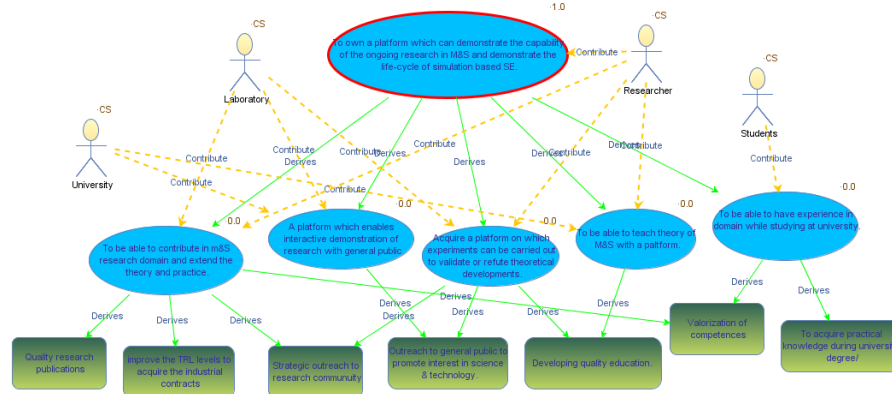 ·1.0
·CS
·CS
To own a platform which can demonstrate the capability
of the ongoing research in M&S and demonstrate the
life-cycle of simulation based SE.
Contribute
Laboratory
Researcher
·CS
·CS
Students
University
Contribute
Contribute
Contribute
Contribute
Contribute
Contribute
Contribute
Derives
Derives
Derives
Derives
Derives
·0.0
·0.0
·0.0
·0.0
·0.0
To be able to contribute in m&S
research domain and extend the
theory and practice.
A platform which enables
interactive demonstration of
research with general public
Acquire a platform on which
experiments can be carried out
to validate or refute theoretical
developments.
To be able to teach theory of
M&S with a paltform.
To be able to have experience in
domain while studying at
university.
Derives
Derives
Derives
Derives
Derives
Derives
Derives
Derives
Derives
Quality research
publications
improve the TRL levels to
acquire the industrial
contracts
Strategic outreach to
research communuity
Outreach to general public to
promote interest in science
& technology.
Developing quality education.
Valorization of
competences
To acquire practical
knowledge during university
degree/